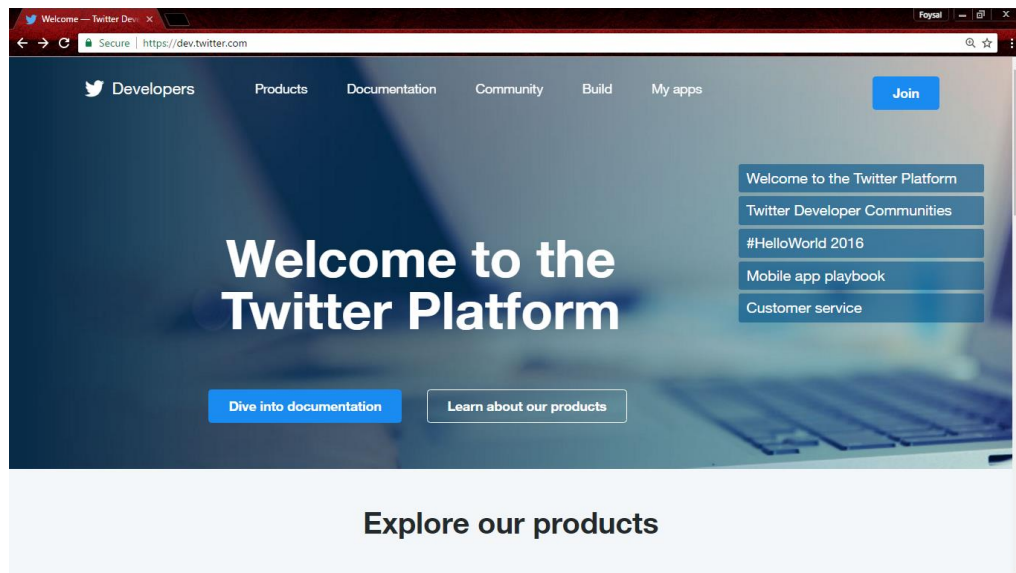 Welcome — Twitter Deve
Foysal
Secure | https://dev.twitter.com
Developers Products Documentation Community Build My apps Join
Welcome to the Twitter Platform
Twitter Developer Communities
#HelloWorld 2016
Mobile app playbook
Customer service
Welcome to the
Twitter Platform
Dive into documentation Learn about our products
Explore our products